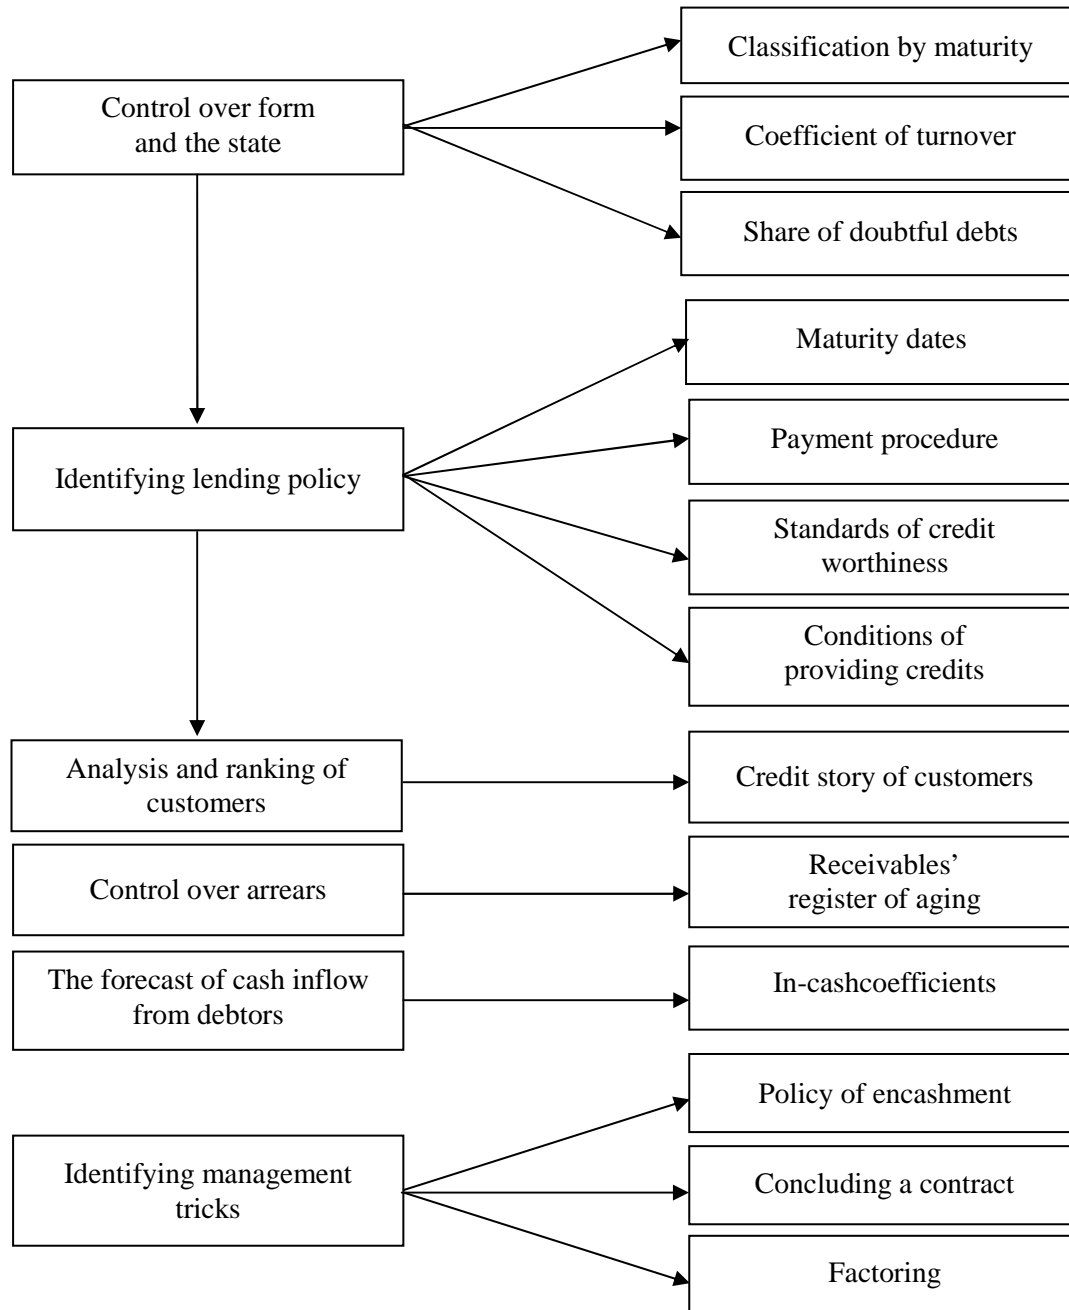 Classification by maturity
Control over form
and the state
Coefficient of turnover
Share of doubtful debts
Maturity dates
Payment procedure
Identifying lending policy
Standards of credit
worthiness
Conditions of
providing credits
Analysis and ranking of
customers
Credit story of customers
Control over arrears
Receivables’
register of aging
The forecast of cash inflow
from debtors
In-cashcoefficients
Policy of encashment
Identifying management
tricks
Concluding a contract
Factoring